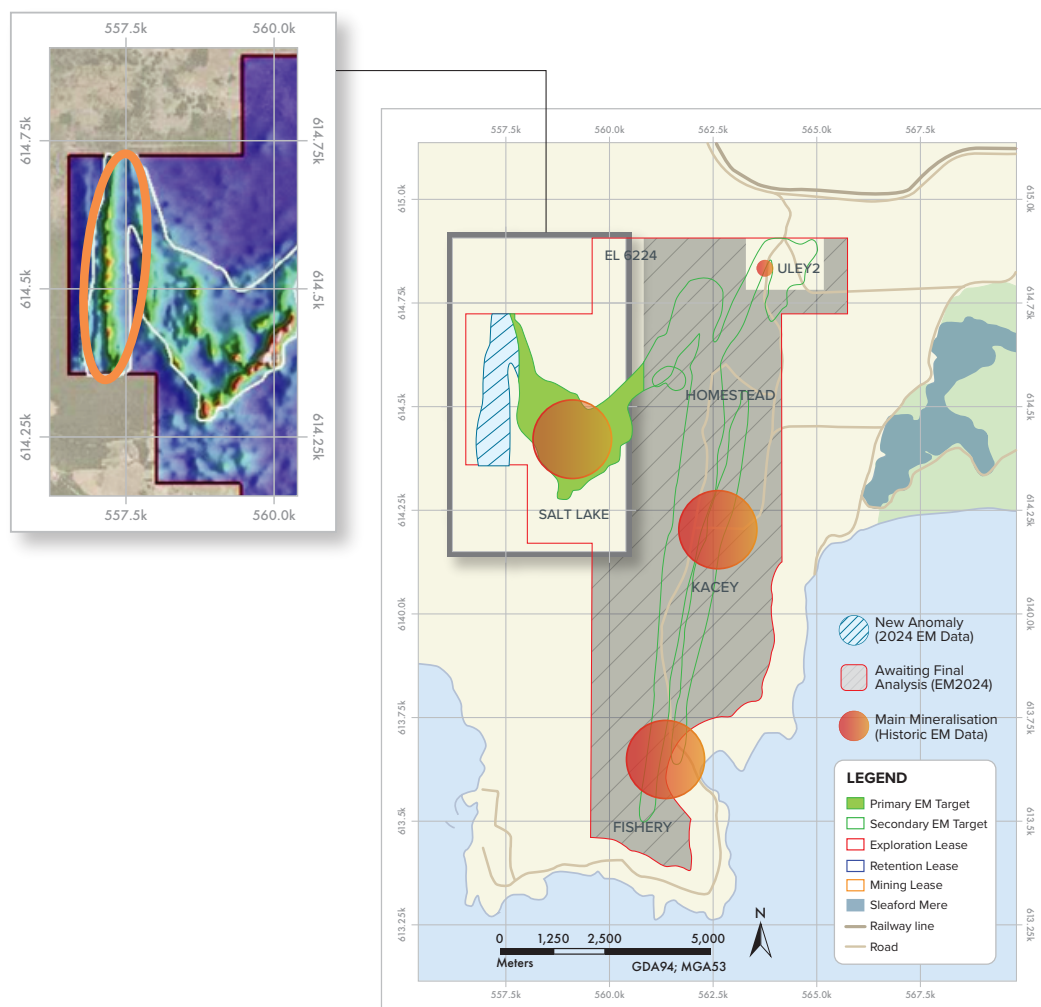 557.5k
560.0k
614.75k
614.75k
614.5k
614.5k
614.25k
614.25k
557.5k
560.0k
557.5k
560.0k
562.5k
565.0k
567.5k
615.0k
615.0k
EL 6224
ULEY2
614.75k
614.75k
HOMESTEAD
614.5k
614.5k
SALT LAKE
614.25k
614.25k
KACEY
6140.0k
6140.0k
New Anomaly
(2024 EM Data)
Awaiting Final
Analysis (EM2024)
Main Mineralisation
(Historic EM Data)
613.75k
613.75k
LEGEND
Primary EM Target
Secondary EM Target
Exploration Lease
Retention Lease
Mining Lease
Sleaford Mere
Railway line
Road
613.5k
613.5k
FISHERY
613.25k
613.25k
N
0 1,250 2,500 5,000
Meters
GDA94; MGA53
557.5k
560.0k
562.5k
565.0k
567.5k